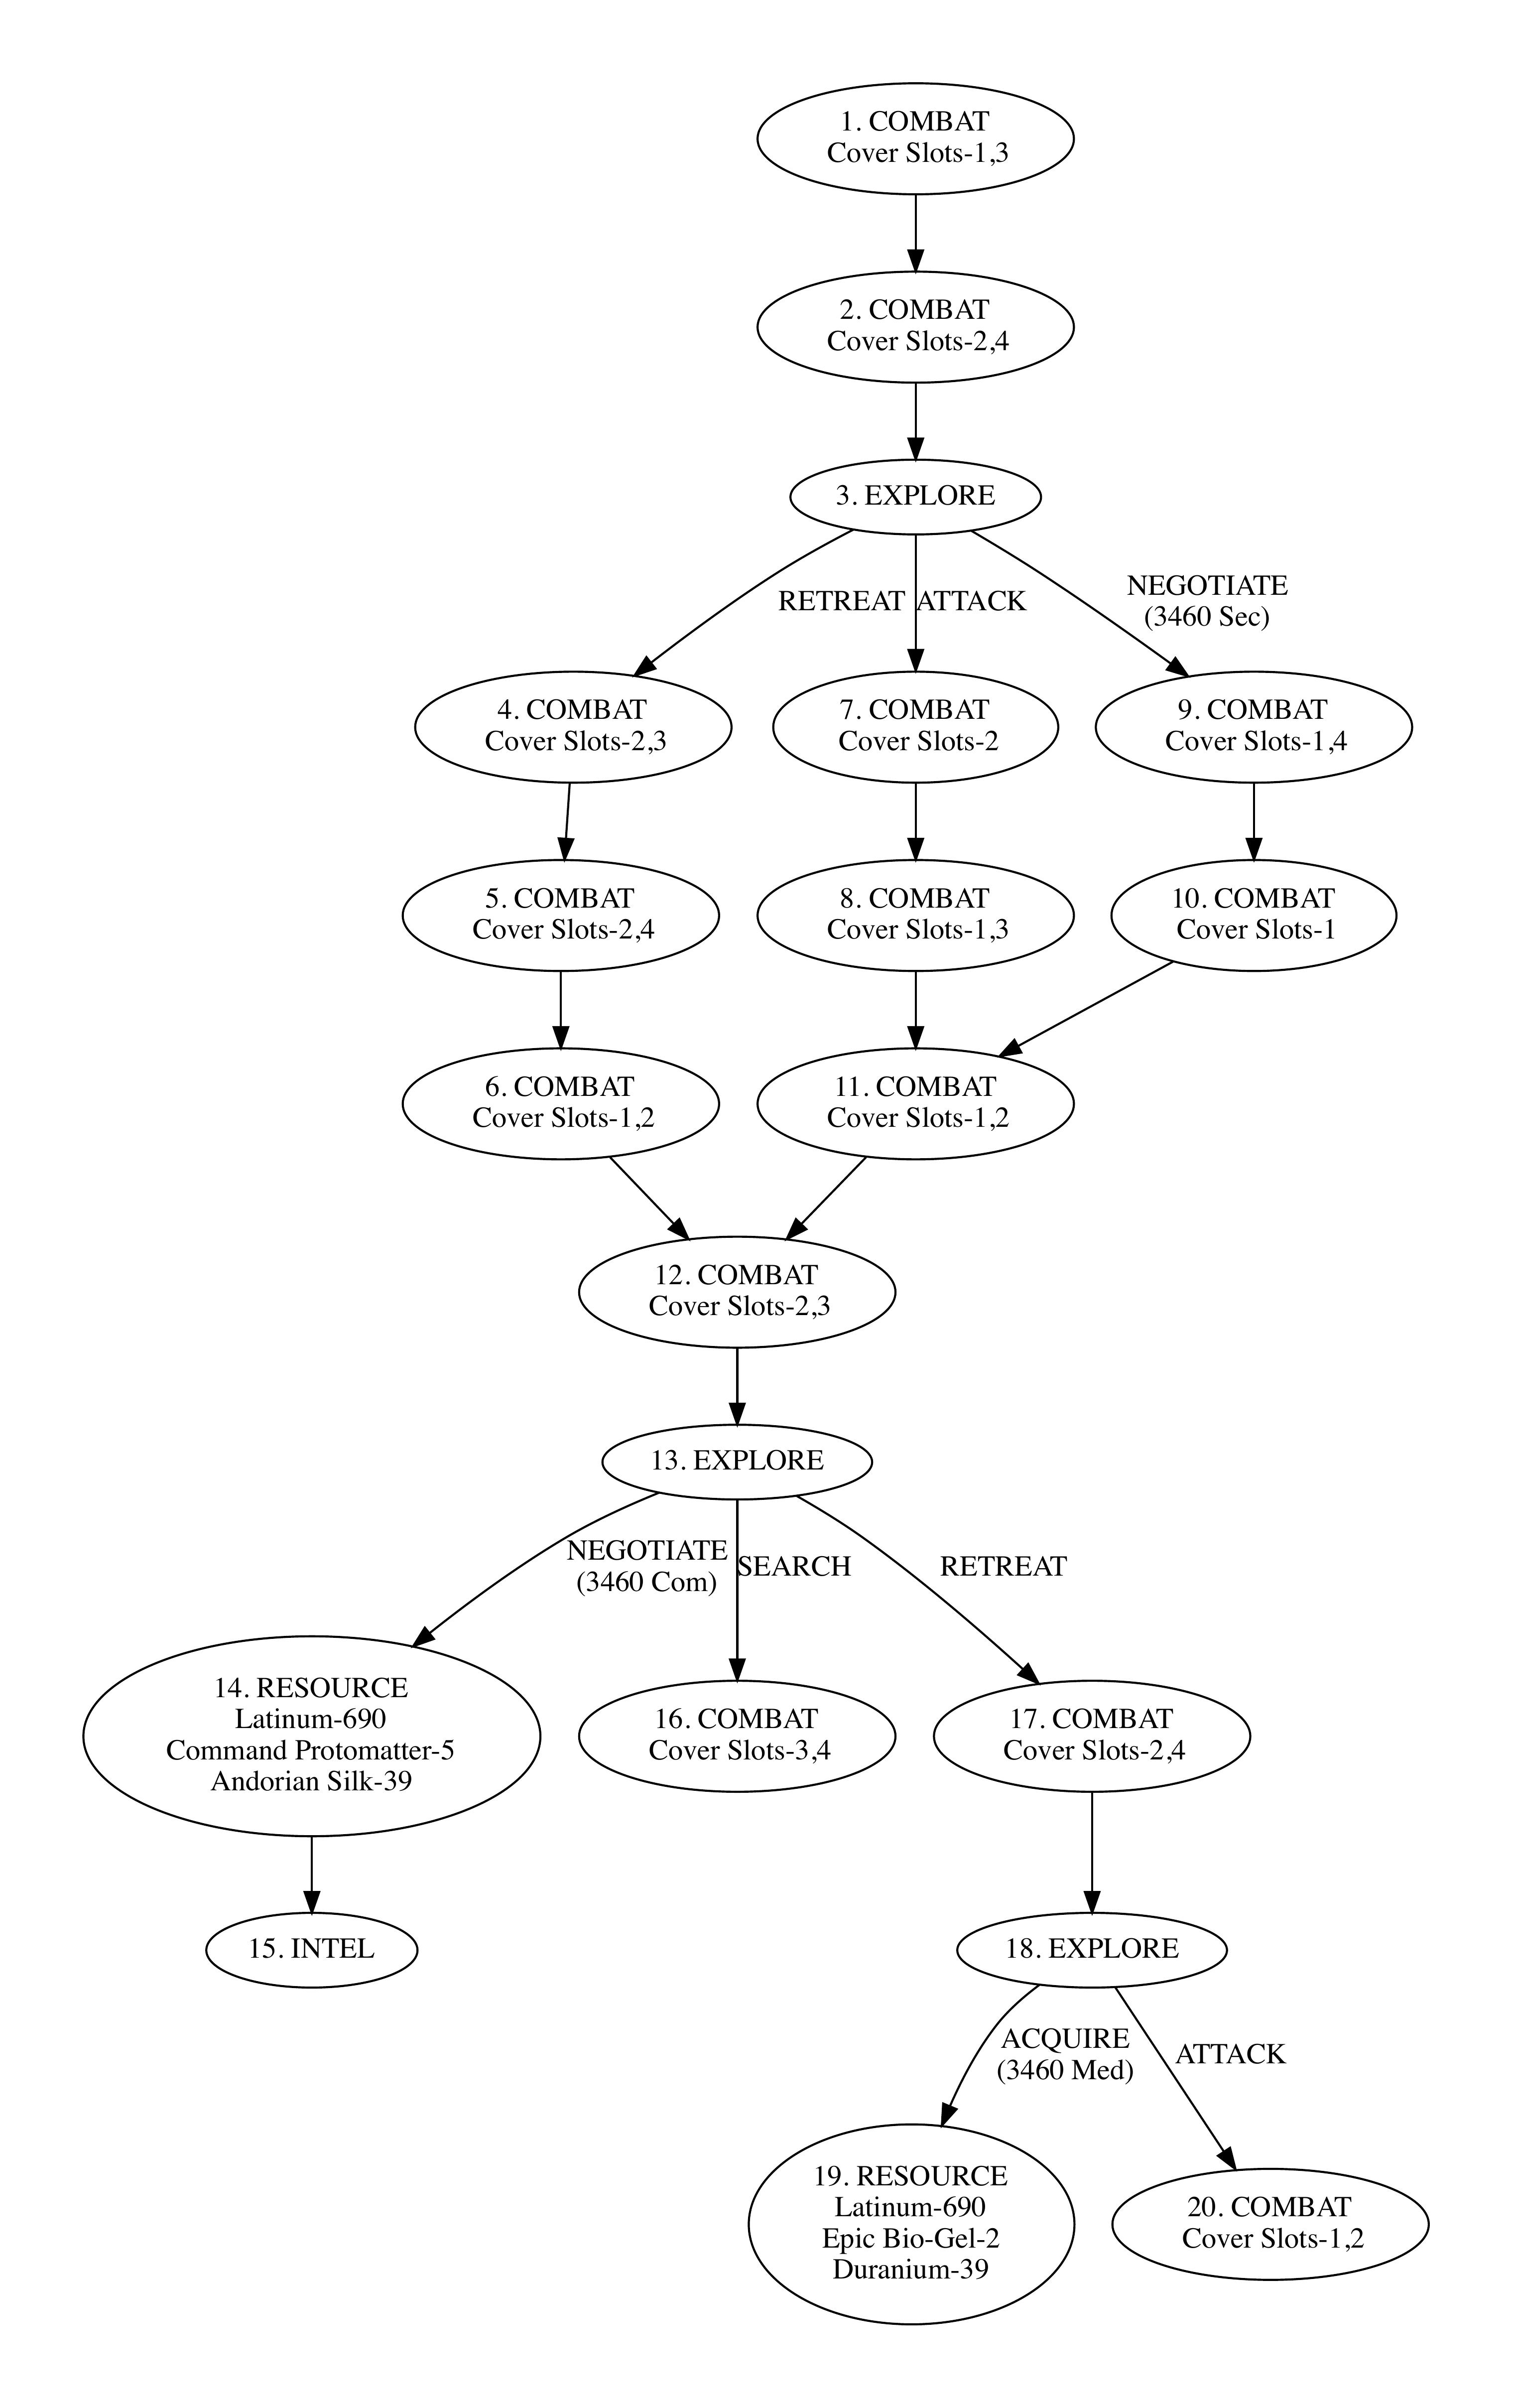 1. COMBAT
Cover Slots-1,3
2. COMBAT
Cover Slots-2,4
3. EXPLORE
RETREAT
ATTACK
NEGOTIATE
(3460 Sec)
4. COMBAT
Cover Slots-2,3
7. COMBAT
Cover Slots-2
9. COMBAT
Cover Slots-1,4
5. COMBAT
Cover Slots-2,4
8. COMBAT
Cover Slots-1,3
10. COMBAT
Cover Slots-1
6. COMBAT
Cover Slots-1,2
11. COMBAT
Cover Slots-1,2
12. COMBAT
Cover Slots-2,3
13. EXPLORE
NEGOTIATE
(3460 Com)
SEARCH
RETREAT
14. RESOURCE
Latinum-690
Command Protomatter-5
Andorian Silk-39
16. COMBAT
Cover Slots-3,4
17. COMBAT
Cover Slots-2,4
15. INTEL
18. EXPLORE
ACQUIRE
(3460 Med)
ATTACK
19. RESOURCE
Latinum-690
Epic Bio-Gel-2
Duranium-39
20. COMBAT
Cover Slots-1,2